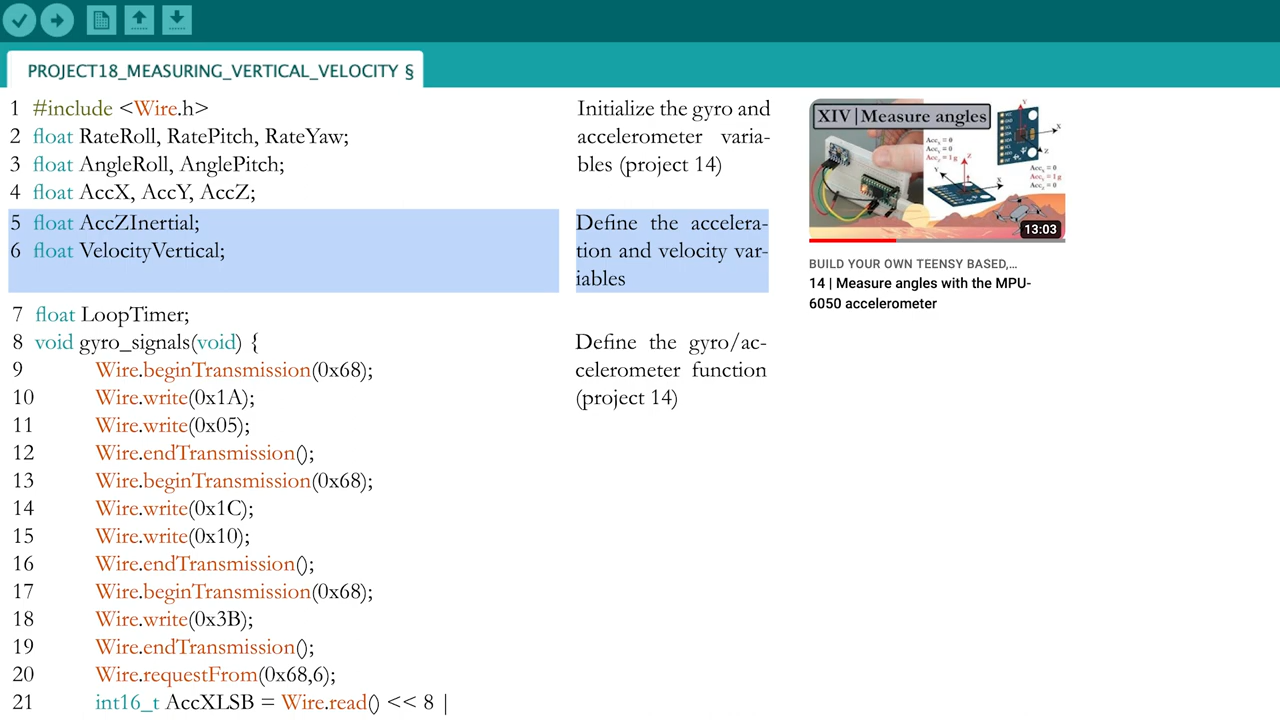 PROJECT18_MEASURING_VERTICAL_VELOCITY §
1 #include <Wire.h>
2 float RateRoll, RatePitch, RateYaw;
3 float AngleRoll, AnglePitch;
4 float AccX, AccY, AccZ;
5 float AccZInertial;
6 float VelocityVertical;
7 float LoopTimer;
8 void gyro_signals(void) {
9 Wire.beginTransmission(0x68);
10 Wire.write(0x1A);
11 Wire.write(0x05);
12 Wire.endTransmission();
13 Wire.beginTransmission(0x68);
14 Wire.write(0x1C);
15 Wire.write(0x10);
16 Wire.endTransmission();
17 Wire.beginTransmission(0x68);
18 Wire.write(0x3B);
19 Wire.endTransmission();
20 Wire.requestFrom(0x68,6);
21 int16_t AccXLSB = Wire.read() << 8 |
Initialize the gyro and
accelerometer varia-
bles (project 14)
Define the accelera-
tion and velocity var-
iables
Define the gyro/ac-
celerometer function
(project 14)
XIV|Measure angles
13:03
BUILD YOUR OWN TEENSY BASED,...
14 | Measure angles with the MPU-
6050 accelerometer